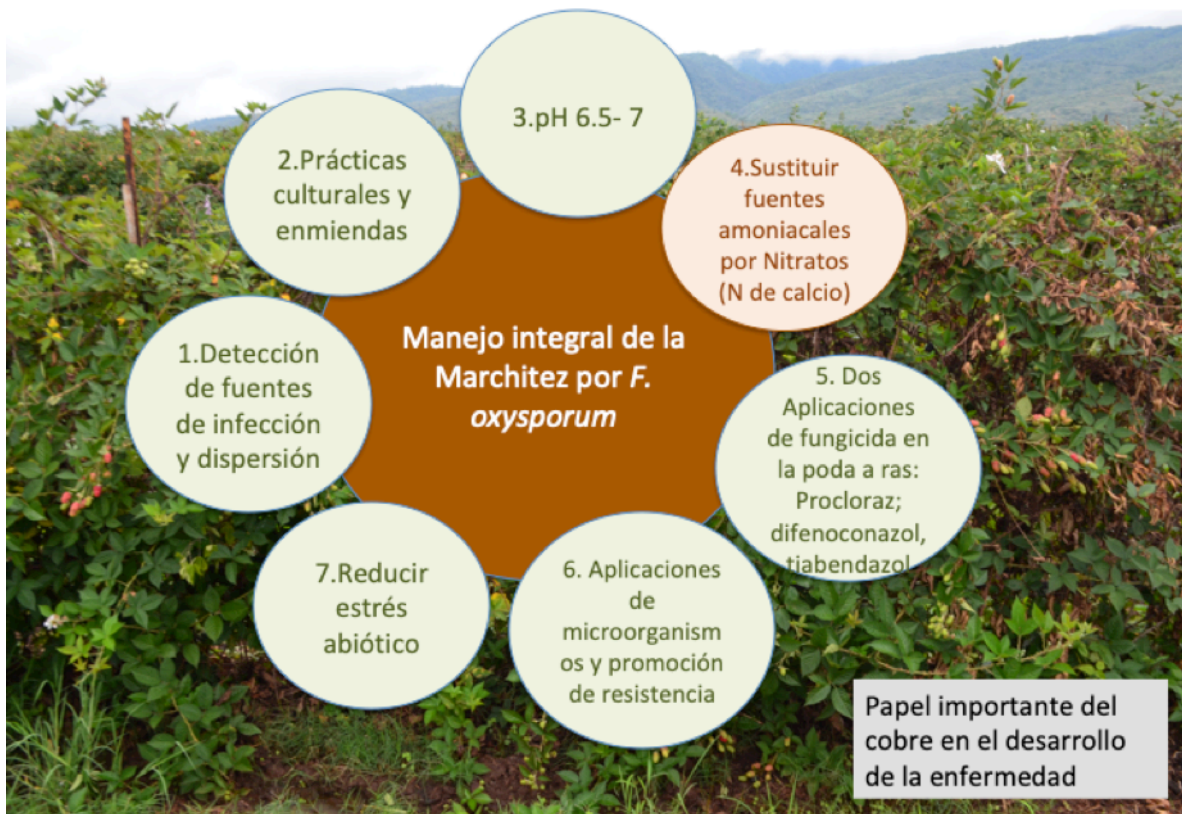 3.pH 6.5- 7
2.Prácticas
culturales y
enmiendas
4.Sustituir
fuentes
amoniacales
por Nitratos
(N de calcio)
Manejo integral de la
Marchitez por F.
oxysporum
1.Detección
de fuentes
de infección
y dispersión
5. Dos
Aplicaciones
de fungicida en
la poda a ras:
Procloraz;
difenoconazol,
tiabendazol
7.Reducir
estrés
abiótico
6. Aplicaciones
de
microorganism
os y promoción
de resistencia
Papel importante del
cobre en el desarrollo
de la enfermedad